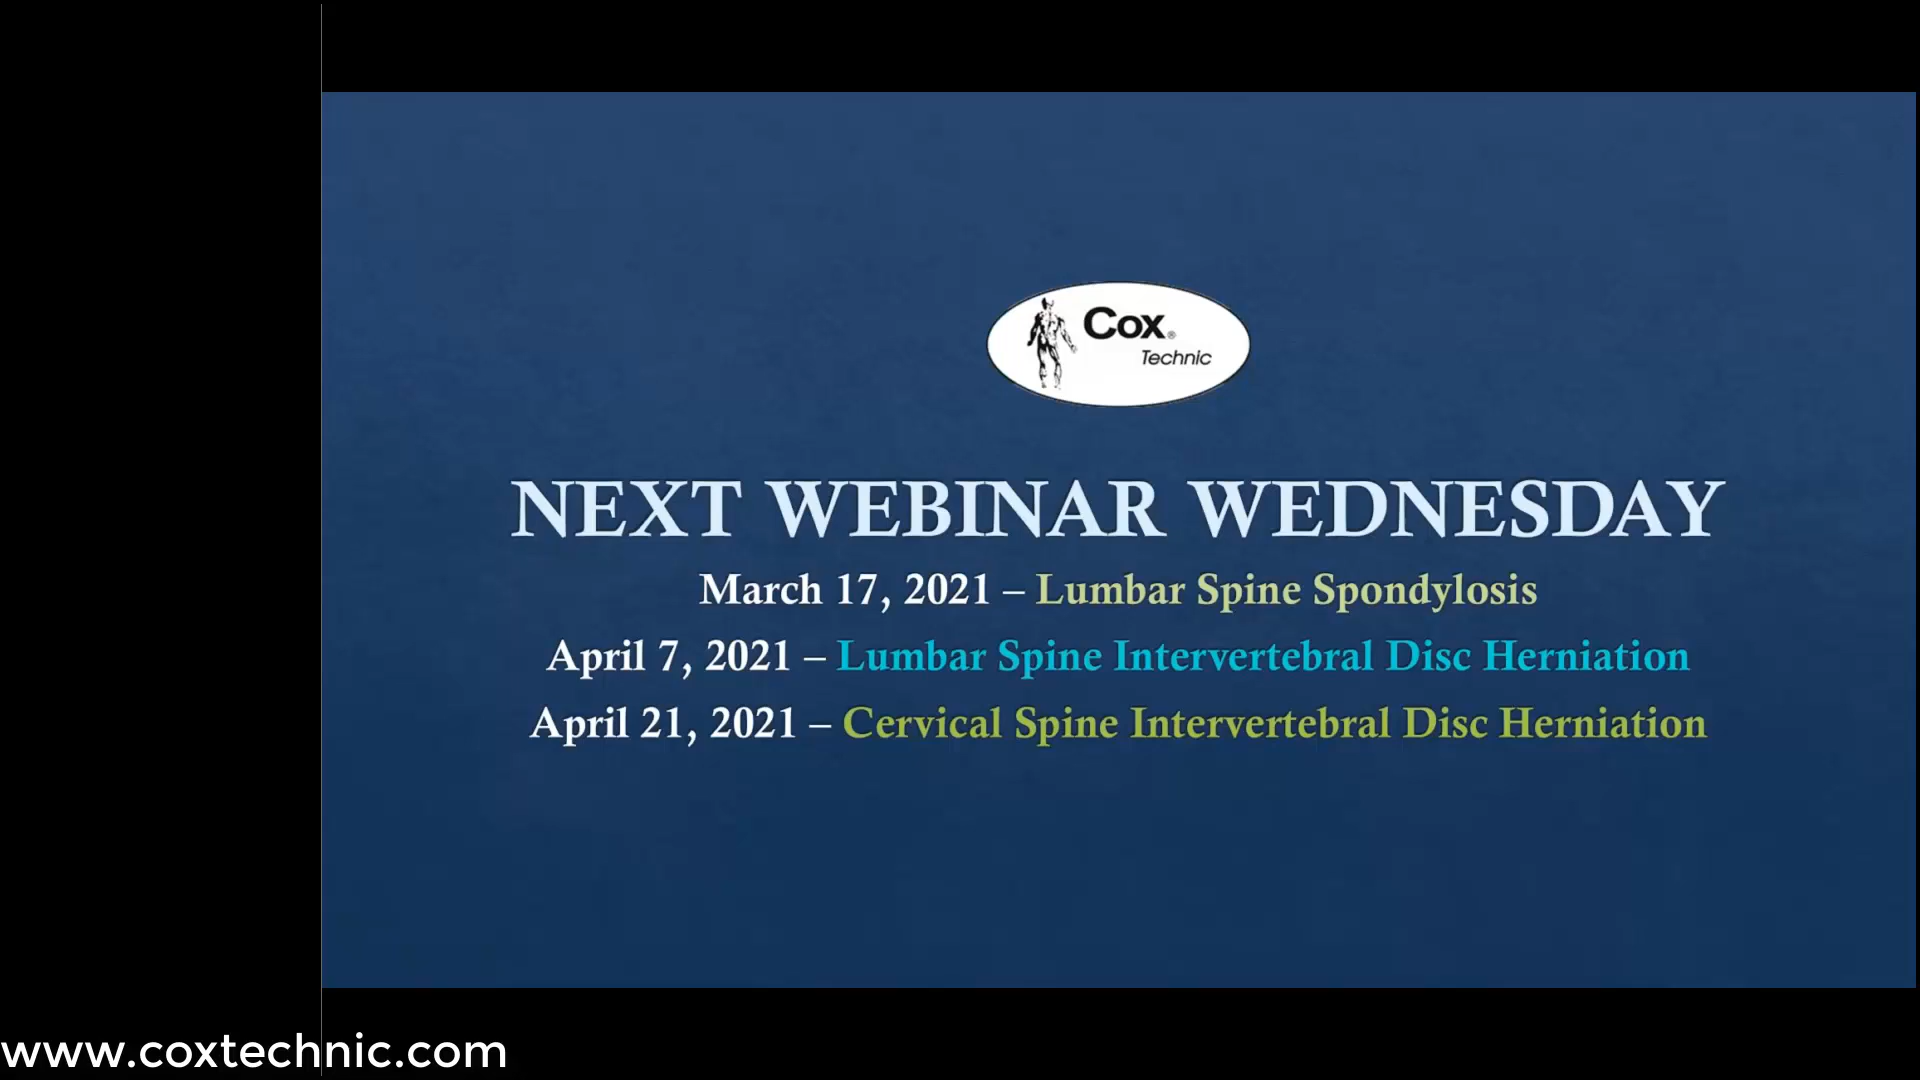 Cox®
Technic
NEXT WEBINAR WEDNESDAY
March 17, 2021 – Lumbar Spine Spondylosis
April 7, 2021 – Lumbar Spine Intervertebral Disc Herniation
April 21, 2021 – Cervical Spine Intervertebral Disc Herniation
www.coxtechnic.com